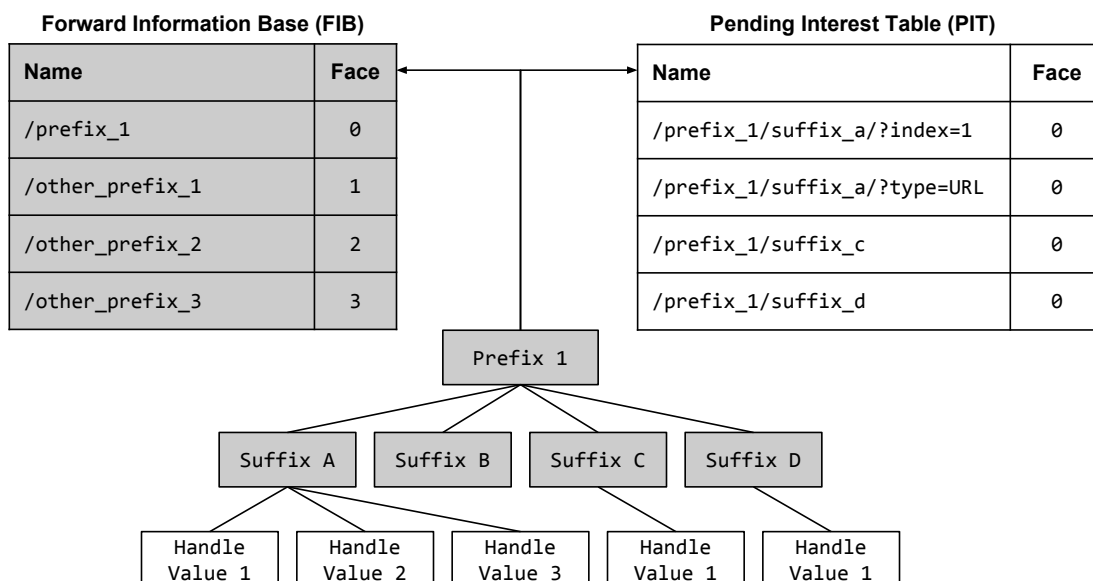 Forward Information Base (FIB)
Pending Interest Table (PIT)
Name Face
/prefix_1 0
/other_prefix_1 1
/other_prefix_2 2
/other_prefix_3 3
Name Face
/prefix_1/suffix_a/?index=1 0
/prefix_1/suffix_a/?type=URL 0
/prefix_1/suffix_c 0
/prefix_1/suffix_d 0
Prefix 1
Suffix A
Suffix B
Suffix C
Suffix D
Handle
Value 1
Handle
Value 2
Handle
Value 3
Handle
Value 1
Handle
Value 1